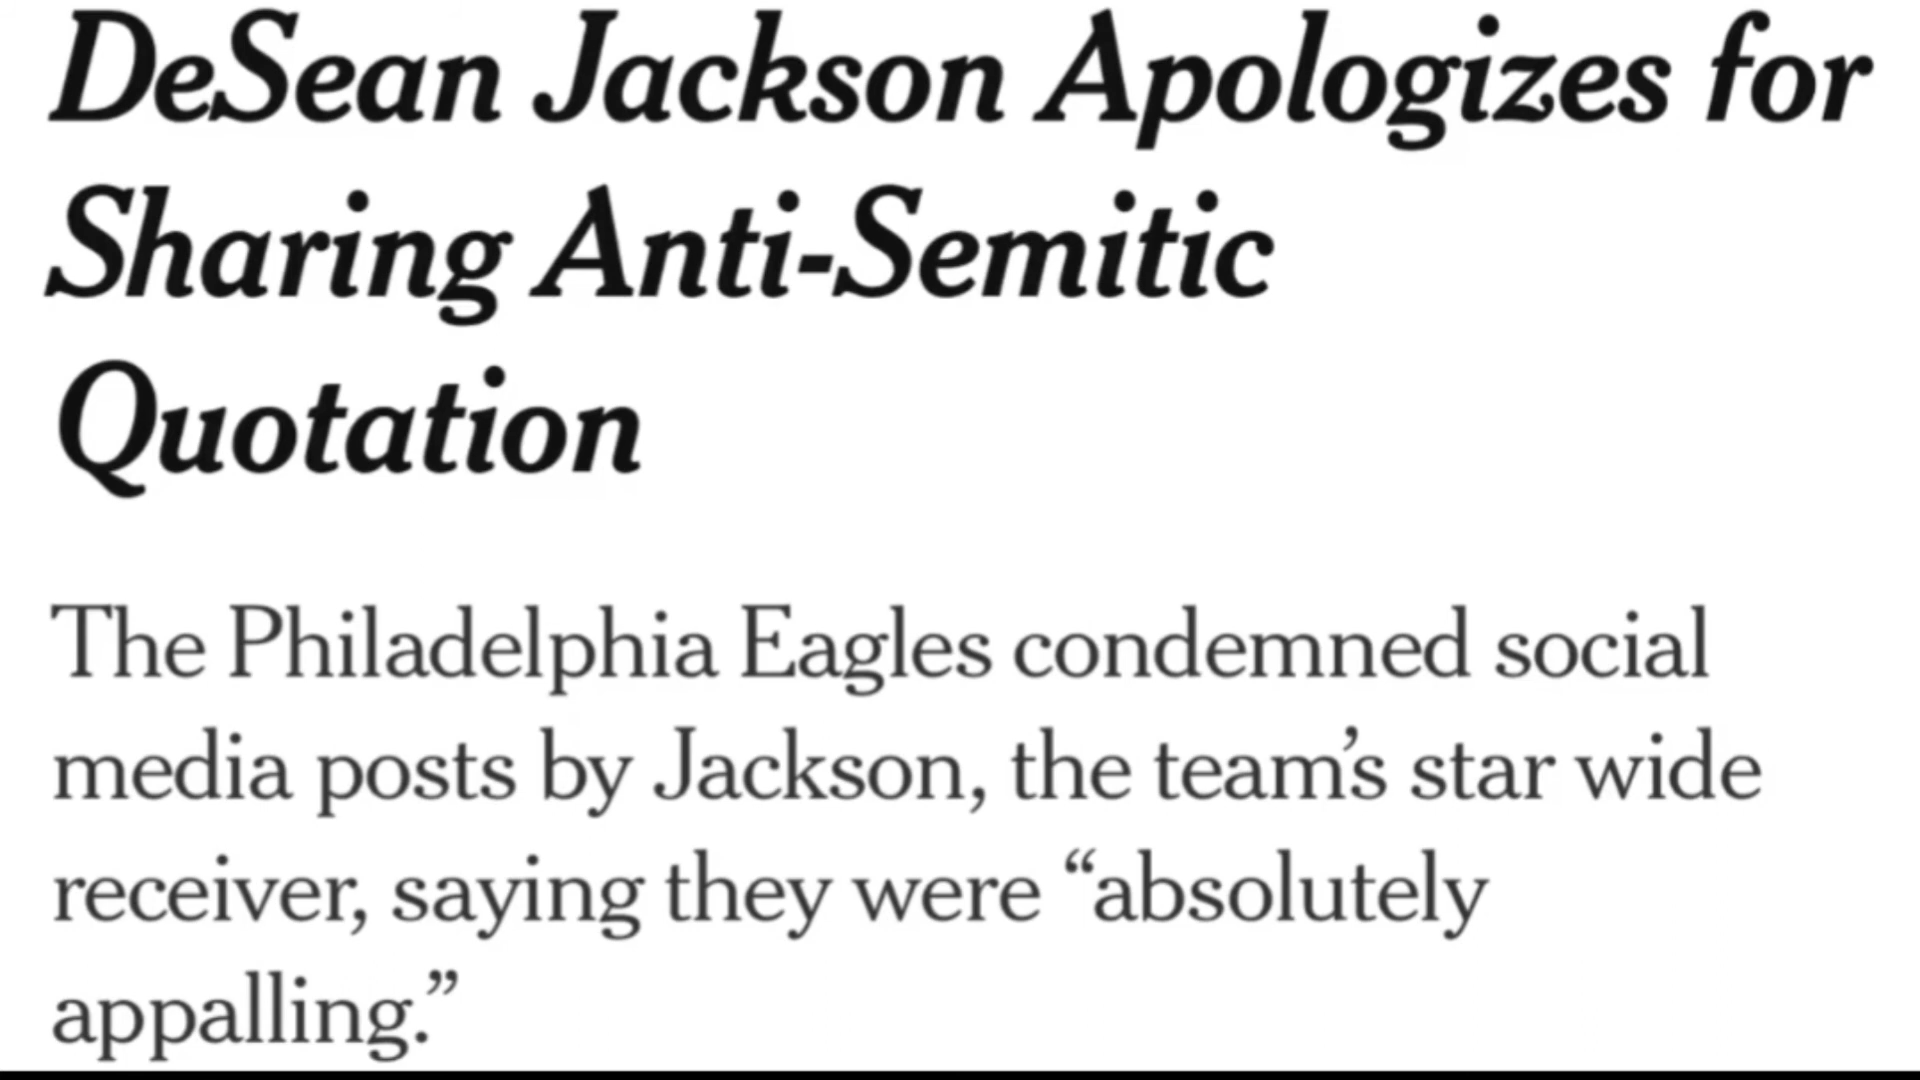 DeSean Jackson Apologizes for
Sharing Anti-Semitic
Quotation
The Philadelphia Eagles condemned social
media posts by Jackson, the team’s star wide
receiver, saying they were “absolutely
appalling.”